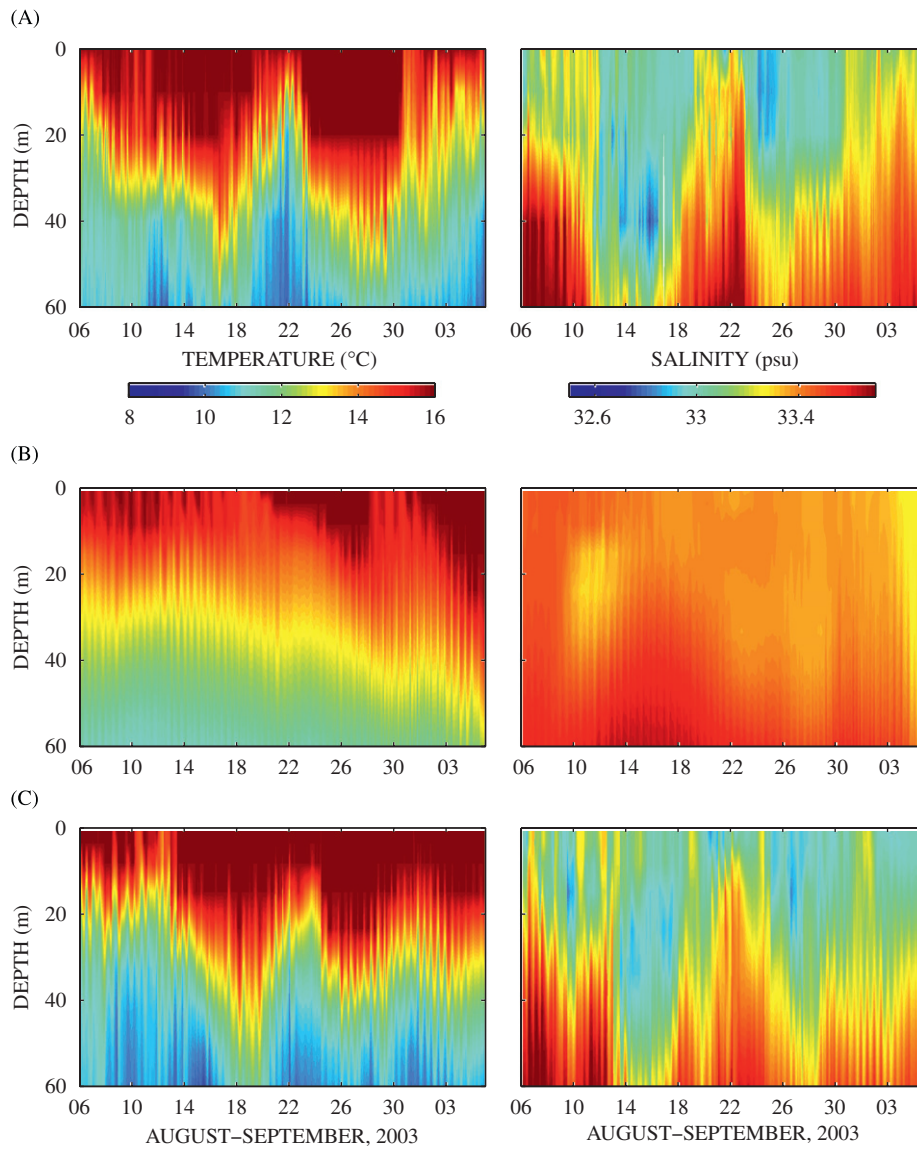 (A)
0
20
40
60
DEPTH (m)
06 10 14 18 22 26 30 03
06 10 14 18 22 26 30 03
TEMPERATURE (°C)
SALINITY (psu)
8 10 12 14 16
32.6 33 33.4
(B)
0
20
40
60
DEPTH (m)
06 10 14 18 22 26 30 03
06 10 14 18 22 26 30 03
(C)
0
20
40
60
DEPTH (m)
06 10 14 18 22 26 30 03
06 10 14 18 22 26 30 03
AUGUST–SEPTEMBER, 2003
AUGUST–SEPTEMBER, 2003